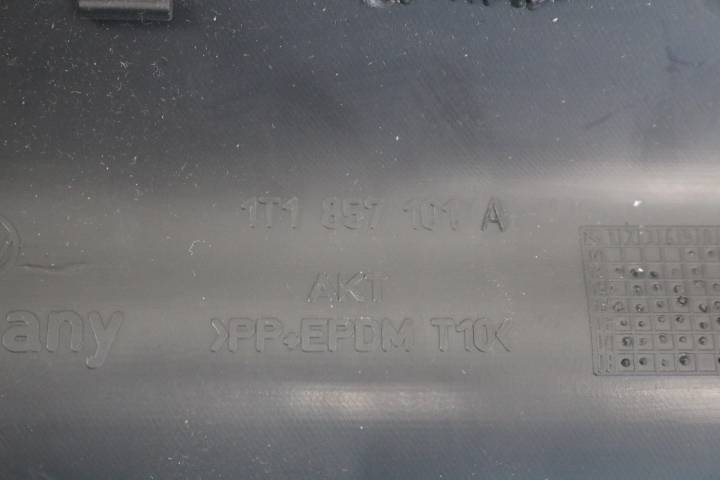 1T1 857 101 A
AKT
any >PP+EPDM T10<